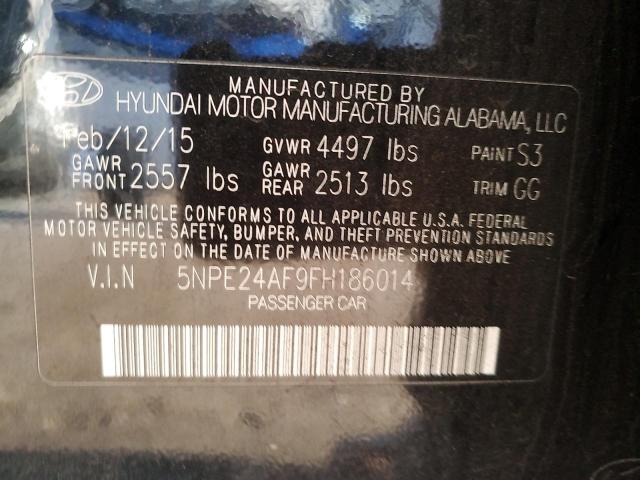 MANUFACTURED BY
HYUNDAI MOTOR MANUFACTURING ALABAMA, LLC
Feb/12/15 GVWR 4497 lbs PAINT S3
GAWR FRONT 2557 lbs GAWR REAR 2513 lbs TRIM GG
THIS VEHICLE CONFORMS TO ALL APPLICABLE U.S.A. FEDERAL
MOTOR VEHICLE SAFETY, BUMPER, AND THEFT PREVENTION STANDARDS
IN EFFECT ON THE DATE OF MANUFACTURE SHOWN ABOVE.
V.I.N 5NPE24AF9FH186014
PASSENGER CAR